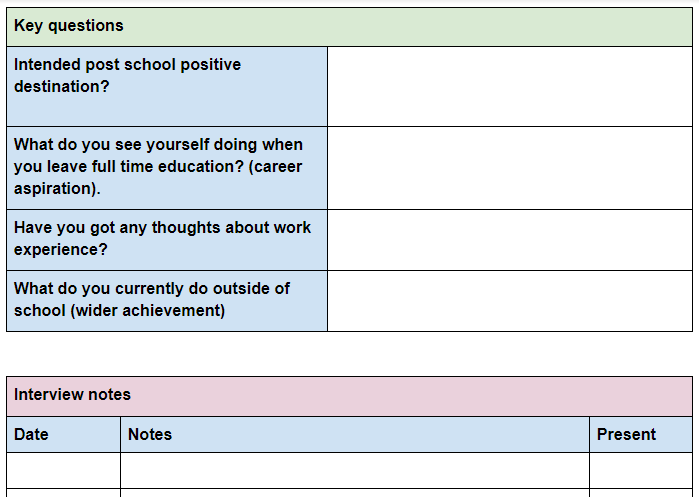 Key questions
Intended post school positive
destination?
What do you see yourself doing when
you leave full time education? (career
aspiration).
Have you got any thoughts about work
experience?
What do you currently do outside of
school (wider achievement)
Interview notes
Date Notes Present